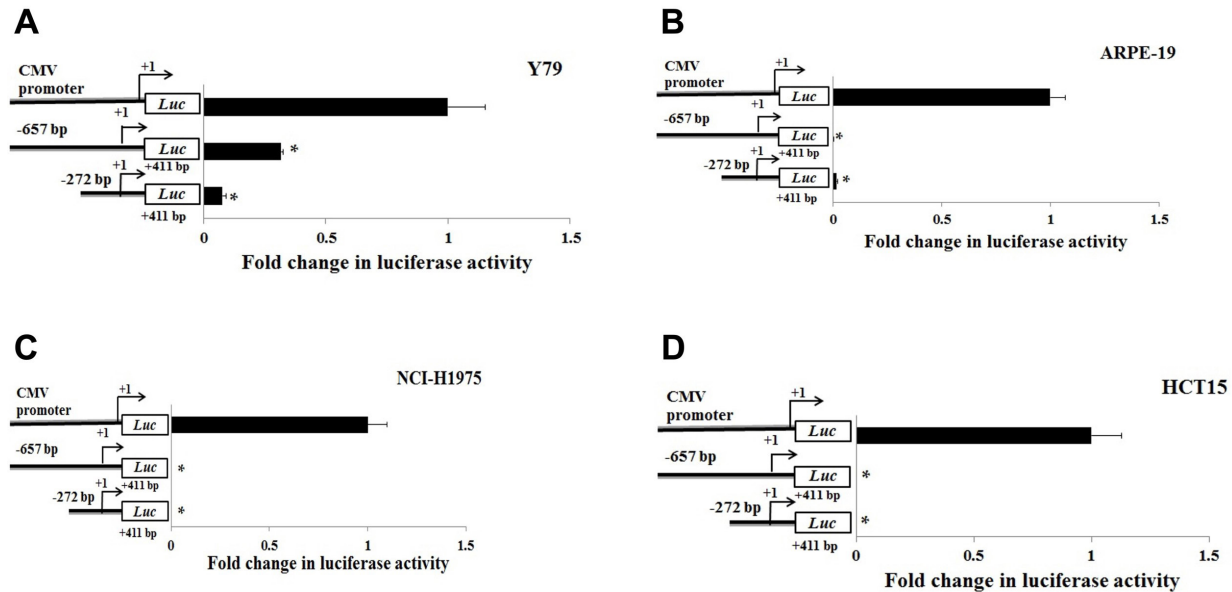 A
Y79
CMV
promoter
+1
Luc
-657 bp
+1
Luc
*
+411 bp
-272 bp
+1
Luc
*
+411 bp
0 0.5 1 1.5
Fold change in luciferase activity
B
ARPE-19
CMV
promoter
+1
Luc
-657 bp
+1
Luc
*
+411 bp
-272 bp
+1
Luc
*
+411 bp
0 0.5 1 1.5
Fold change in luciferase activity
C
NCI-H1975
CMV
promoter
+1
Luc
-657 bp
+1
Luc
*
+411 bp
-272 bp
+1
Luc
*
+411 bp
0 0.5 1 1.5
Fold change in luciferase activity
D
HCT15
CMV
promoter
+1
Luc
-657 bp
+1
Luc
*
+411 bp
-272 bp
+1
Luc
*
+411 bp
0 0.5 1 1.5
Fold change in luciferase activity